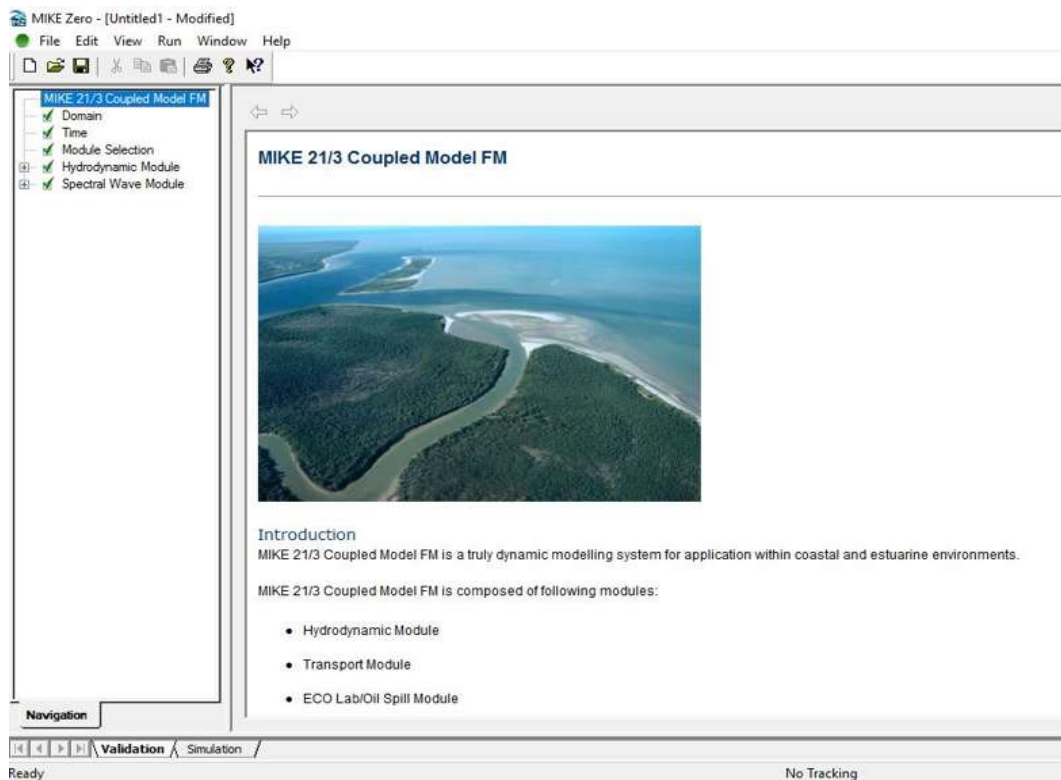 MIKE Zero - [Untitled1 - Modified]
File Edit View Run Window Help
MIKE 21/3 Coupled Model FM
Domain
Time
Module Selection
Hydrodynamic Module
Spectral Wave Module
Navigation
MIKE 21/3 Coupled Model FM
Introduction
MIKE 21/3 Coupled Model FM is a truly dynamic modelling system for application within coastal and estuarine environments.
MIKE 21/3 Coupled Model FM is composed of following modules:
• Hydrodynamic Module
• Transport Module
• ECO Lab/Oil Spill Module
Validation Simulation
Ready No Tracking